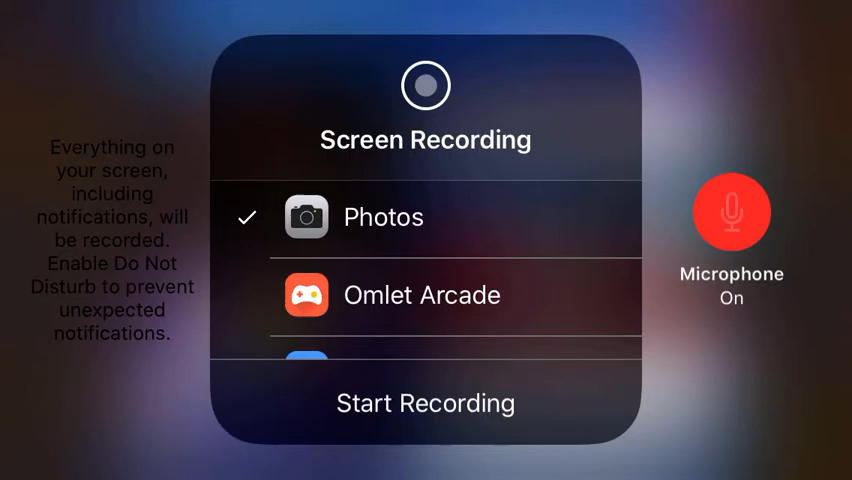 Screen Recording
Everything on
your screen,
including
notifications, will
be recorded.
Enable Do Not
Disturb to prevent
unexpected
notifications.
Photos
Omlet Arcade
Microphone
On
Start Recording